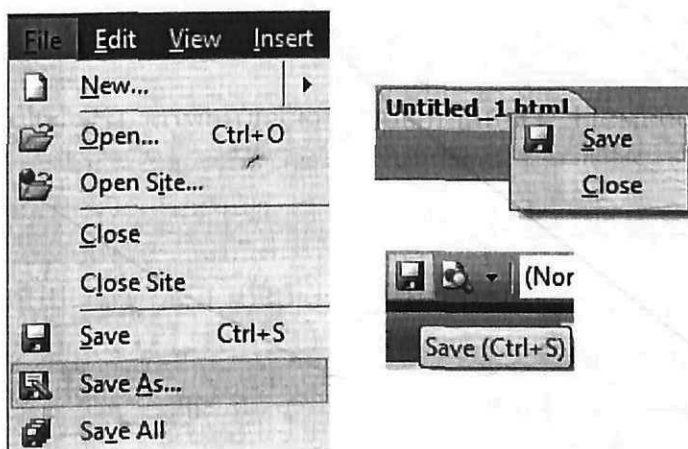 File Edit View Insert
New...
Open... Ctrl+O
Open Site...
Close
Close Site
Save Ctrl+S
Save As...
Save All
Untitled_1.html
Save
Close
(Nor
Save (Ctrl+S)